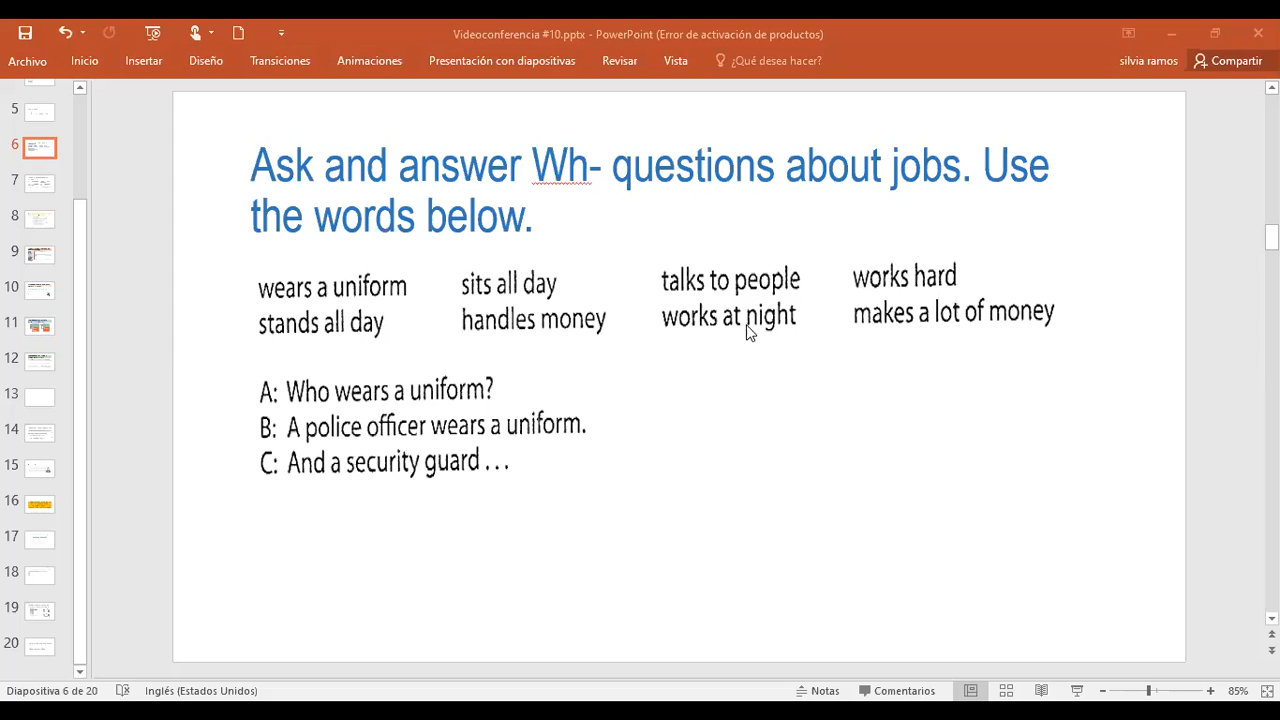 Videoconferencia #10.pptx - PowerPoint (Error de activación de productos)
Archivo Inicio Insertar Diseño Transiciones Animaciones Presentación con diapositivas Revisar Vista ¿Qué desea hacer? silvia ramos Compartir
5
6
7
8
9
10
11
12
13
14
15
16
17
18
19
20
Ask and answer Wh- questions about jobs. Use
the words below.
wears a uniform sits all day talks to people works hard
stands all day handles money works at night makes a lot of money
A: Who wears a uniform?
B: A police officer wears a uniform.
C: And a security guard . . .
Diapositiva 6 de 20 Inglés (Estados Unidos) Notas Comentarios 85%